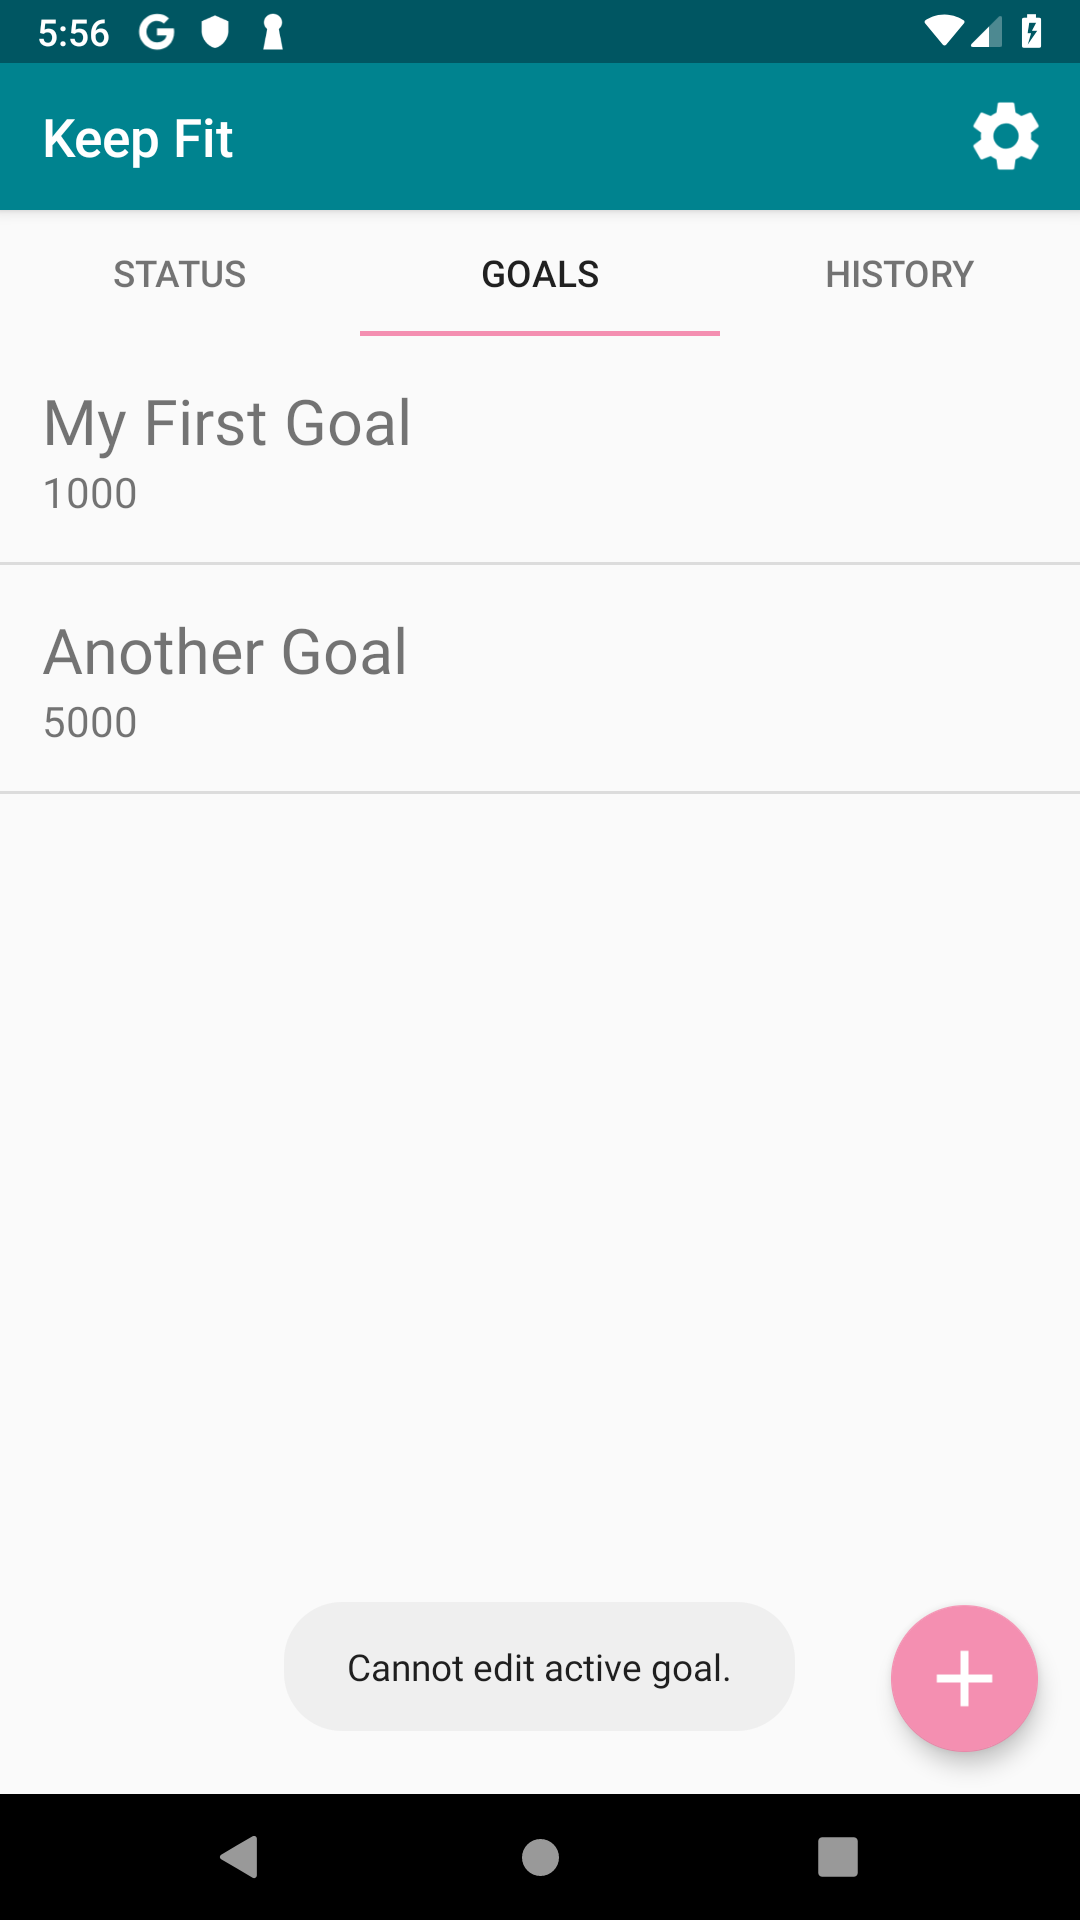 5:56
Keep Fit
STATUS
GOALS
HISTORY
My First Goal
1000
Another Goal
5000
Cannot edit active goal.